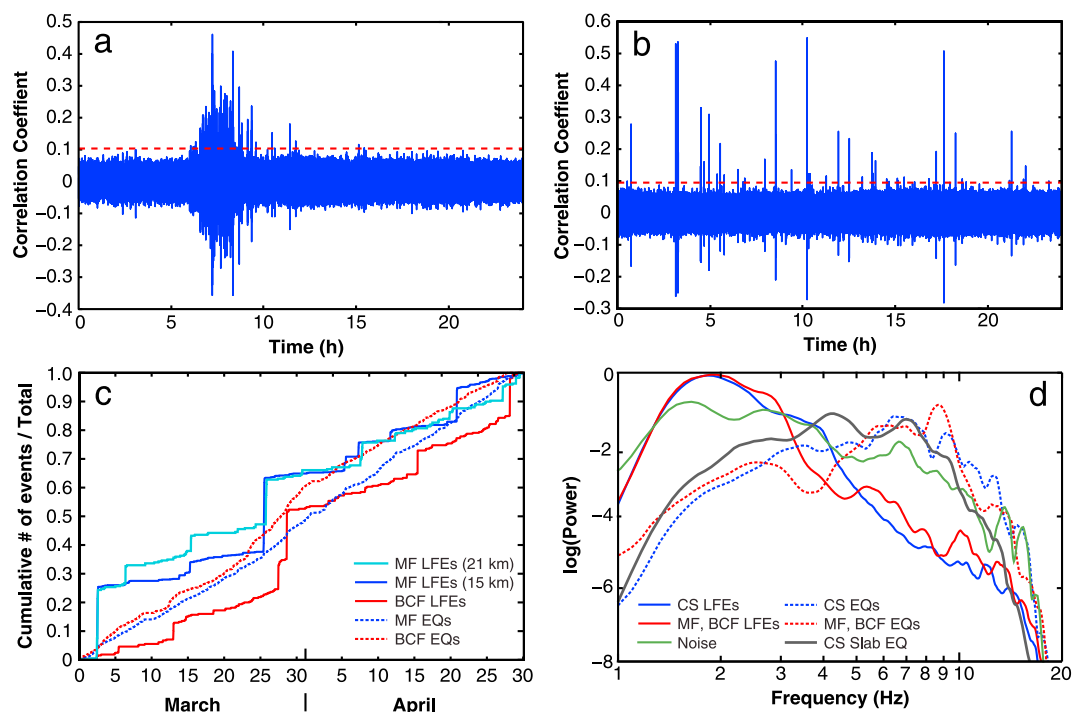 a
0.5
0.4
0.3
0.2
0.1
0
−0.1
−0.2
−0.3
−0.4
Correlation Coeffient
0 5 10 15 20
Time (h)
b
0.6
0.5
0.4
0.3
0.2
0.1
0
−0.1
−0.2
−0.3
Correlation Coeffient
0 5 10 15 20
Time (h)
c
1.0
0.9
0.8
0.7
0.6
0.5
0.4
0.3
0.2
0.1
0
Cumulative # of events / Total
MF LFEs (21 km)
MF LFEs (15 km)
BCF LFEs
MF EQs
BCF EQs
0 5 10 15 20 25 30 5 10 15 20 25 30
March | April
d
0
−2
−4
−6
−8
log(Power)
CS LFEs
MF, BCF LFEs
Noise
CS EQs
MF, BCF EQs
CS Slab EQ
1 2 3 4 5 6 7 8 9 10 20
Frequency (Hz)